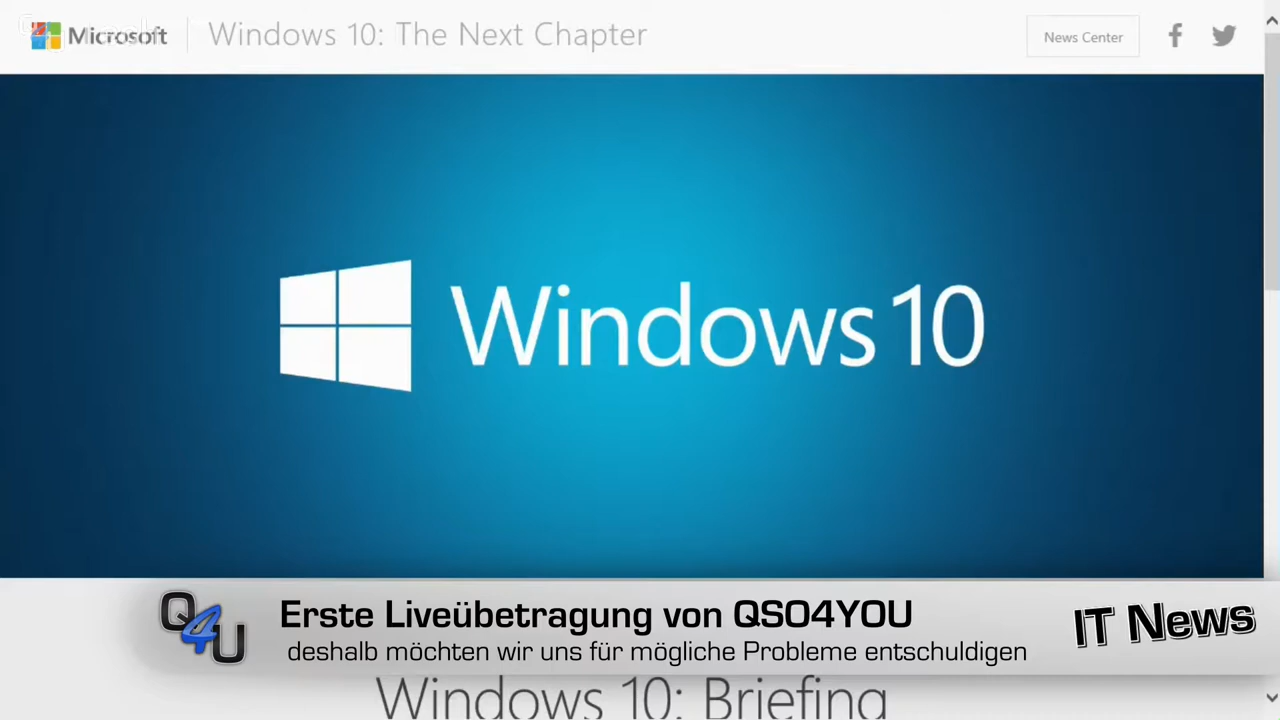 Microsoft Windows 10: The Next Chapter
News Center
Windows 10
Q4U
Erste Liveübetragung von QSO4YOU
IT News
deshalb möchten wir uns für mögliche Probleme entschuldigen
Windows 10: Briefing